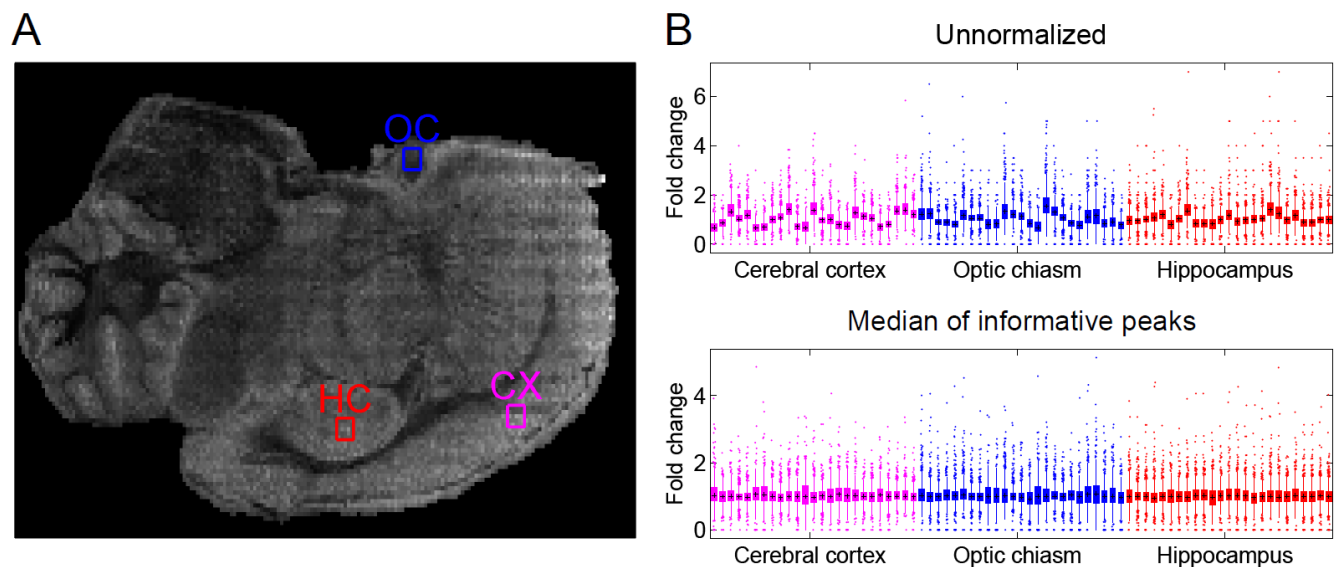 A
OC
HC
CX
B
Unnormalized
Fold change
6
4
2
0
Cerebral cortex Optic chiasm Hippocampus
Median of informative peaks
Fold change
4
2
0
Cerebral cortex Optic chiasm Hippocampus